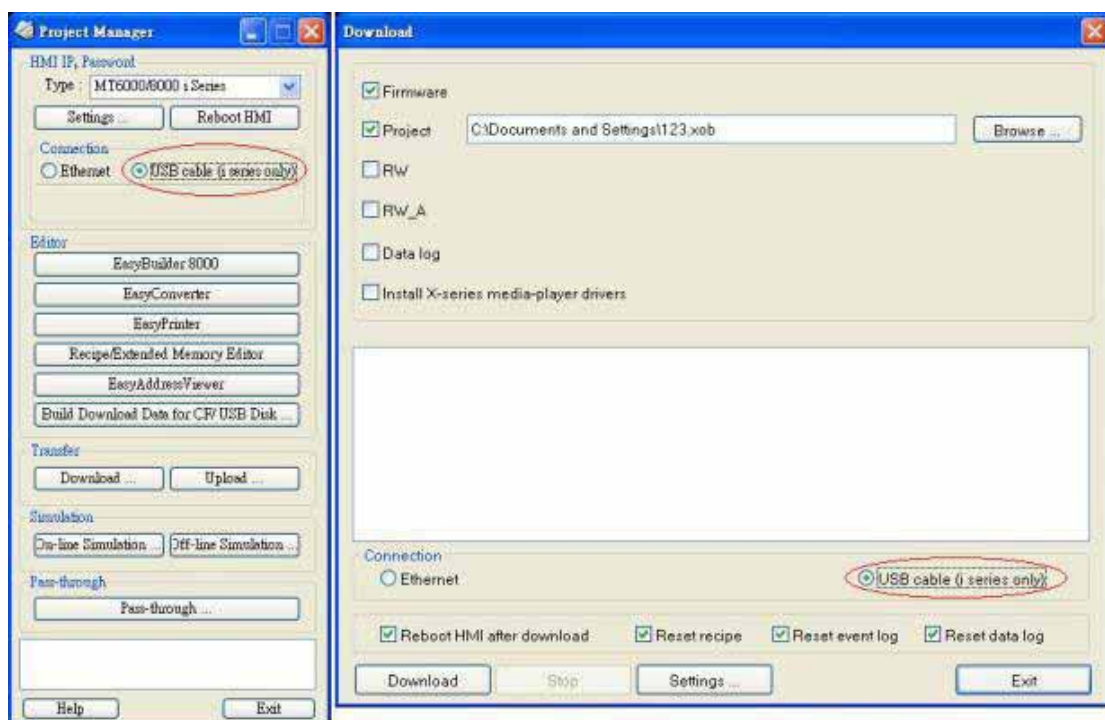 Project Manager
HMI IP, Password
Type : MT6000/8000 i Series
Settings ... Reboot HMI
Connection
Ethernet USB cable (i series only)
Editor
EasyBuilder 8000
EasyConverter
EasyPrinter
Recipe/Extended Memory Editor
EasyAddressViewer
Build Download Data for CF/ USB Disk ...
Transfer
Download ... Upload ...
Simulation
On-line Simulation ... Off-line Simulation ...
Pass-through
Pass-through ...
Help Exit
Download
Firmware
Project C:\Documents and Settings\123.xob Browse ...
RW
RW_A
Data log
Install X-series media-player drivers
Connection
Ethernet USB cable (i series only)
Reboot HMI after download Reset recipe Reset event log Reset data log
Download Stop Settings ... Exit